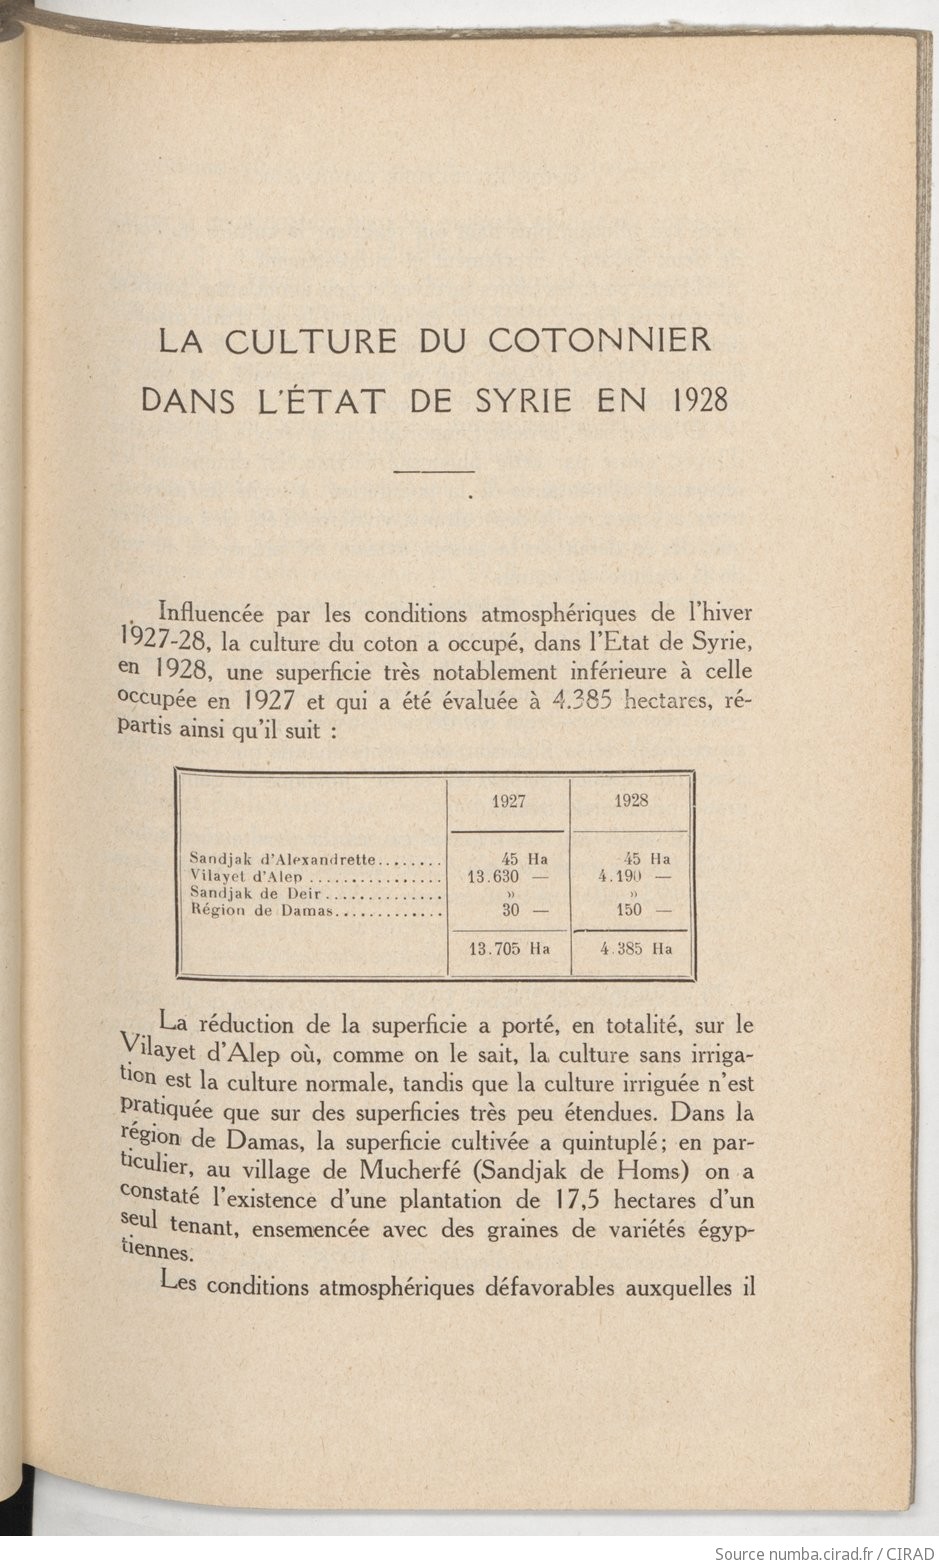 LA CULTURE DU COTONNIER
DANS L'ÉTAT DE SYRIE EN 1928
Influencée par les conditions atmosphériques de l'hiver
1927-28, la culture du coton a occupé, dans l'Etat de Syrie,
en 1928, une superficie très notablement inférieure à celle
occupée en 1927 et qui a été évaluée à 4.385 hectares, ré-
partis ainsi qu'il suit :
1927 1928
Sandjak d'Alexandrette........ 45 Ha 45 Ha
Vilayet d'Alep ................ 13.630 — 4.190 —
Sandjak de Deir.............. » »
Région de Damas............. 30 — 150 —
13.705 Ha 4.385 Ha
La réduction de la superficie a porté, en totalité, sur le
Vilayet d'Alep où, comme on le sait, la culture sans irriga-
tion est la culture normale, tandis que la culture irriguée n'est
pratiquée que sur des superficies très peu étendues. Dans la
région de Damas, la superficie cultivée a quintuplé; en par-
ticulier, au village de Mucherfé (Sandjak de Homs) on a
constaté l'existence d'une plantation de 17,5 hectares d'un
seul tenant, ensemencée avec des graines de variétés égyp-
tiennes.
Les conditions atmosphériques défavorables auxquelles il
Source numba.cirad.fr / CIRAD